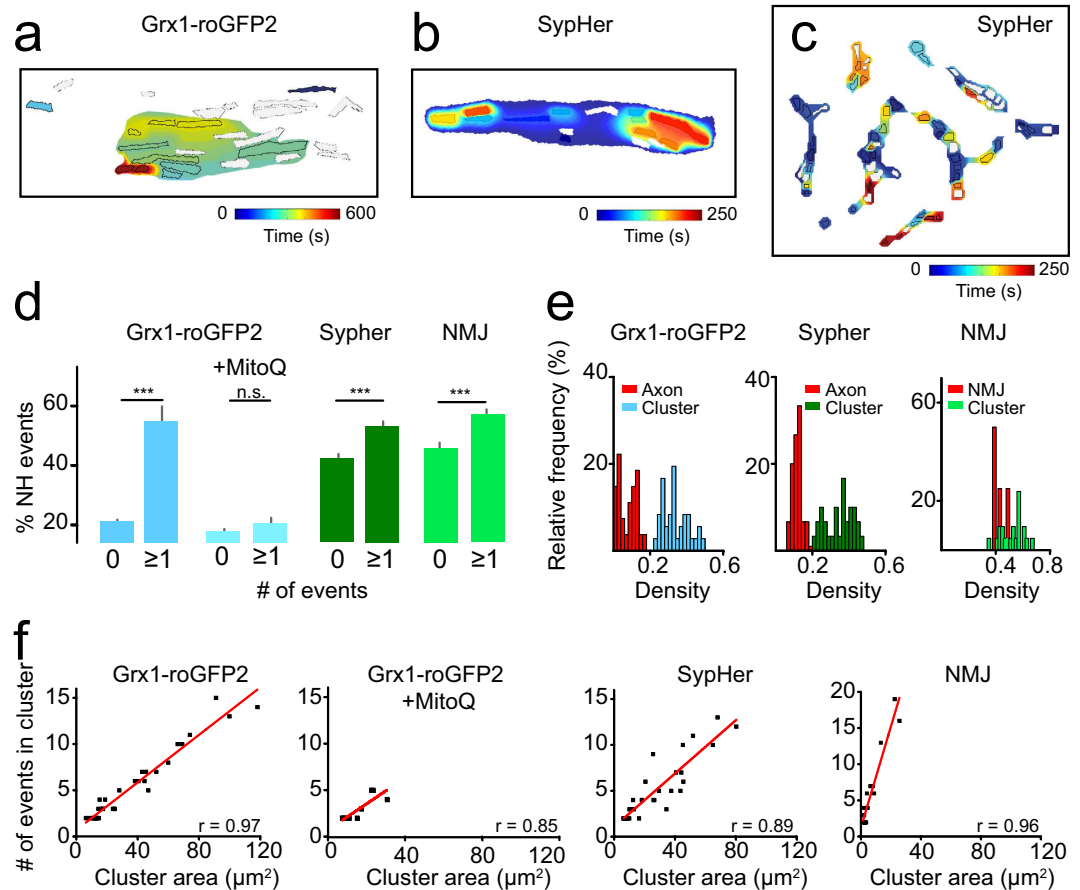 a
Grx1-roGFP2
0
600
Time (s)
b
SypHer
0
250
Time (s)
c
SypHer
0
250
Time (s)
d
Grx1-roGFP2
Sypher
NMJ
+MitoQ
***
n.s.
***
***
% NH events
60
40
20
0 ≥1
0 ≥1
0 ≥1
0 ≥1
# of events
e
Grx1-roGFP2
Sypher
NMJ
Relative frequency (%)
40
20
Axon
Cluster
0.2 0.6
Density
40
20
Axon
Cluster
0.2 0.6
Density
60
20
NMJ
Cluster
0.4 0.8
Density
f
# of events in cluster
Grx1-roGFP2
15
10
5
0
0 40 80 120
r = 0.97
Cluster area (µm²)
Grx1-roGFP2
+MitoQ
15
10
5
0
0 40 80 120
r = 0.85
Cluster area (µm²)
SypHer
15
10
5
0
0 40 80 120
r = 0.89
Cluster area (µm²)
NMJ
20
15
10
5
0
0 40 80 120
r = 0.96
Cluster area (µm²)